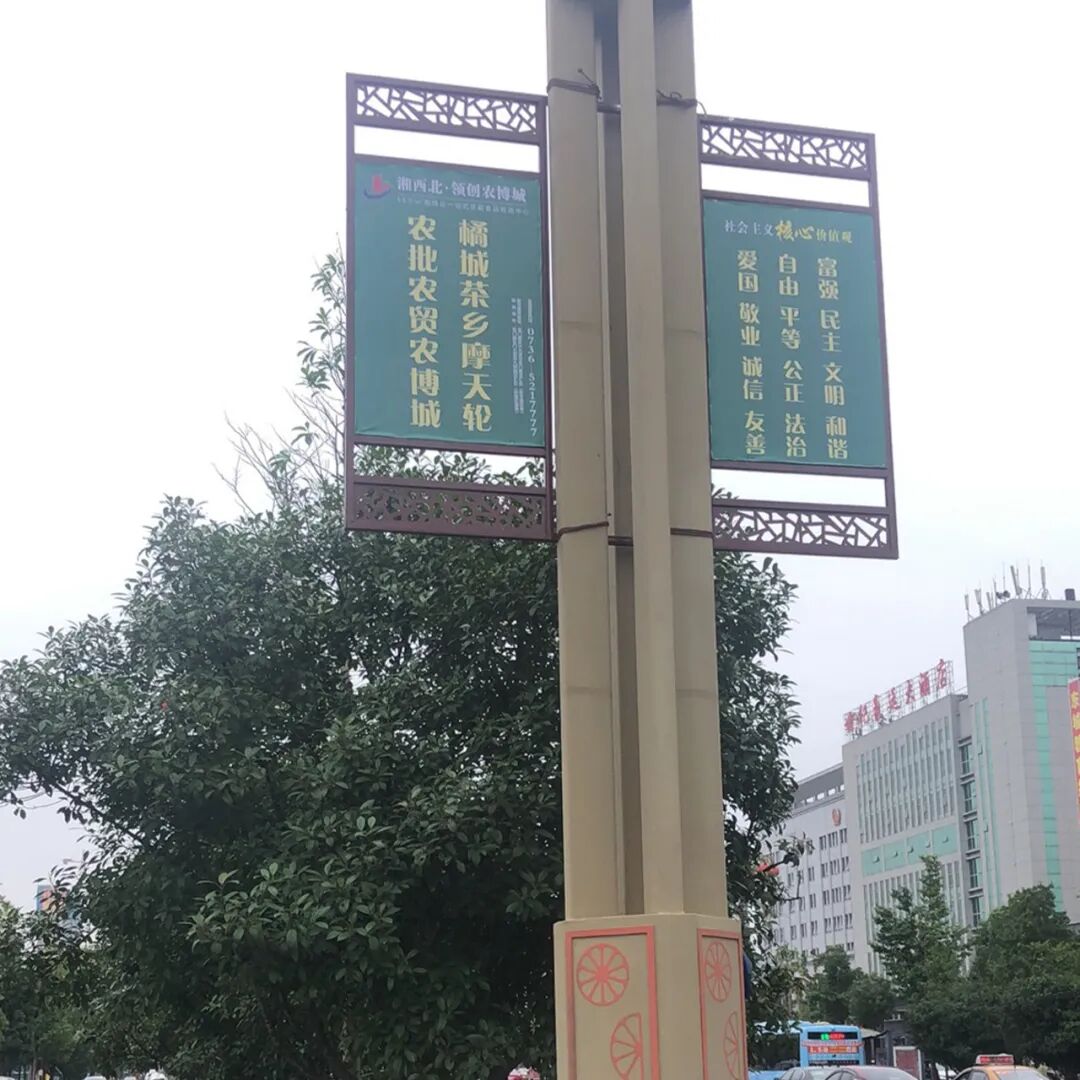 湘西北·领创农博城
橘城茶乡摩天轮
农批农贸农博城
0736-5217777
社会主义核心价值观
富强 民主 文明 和谐
自由 平等 公正 法治
爱国 敬业 诚信 友善
大酒店